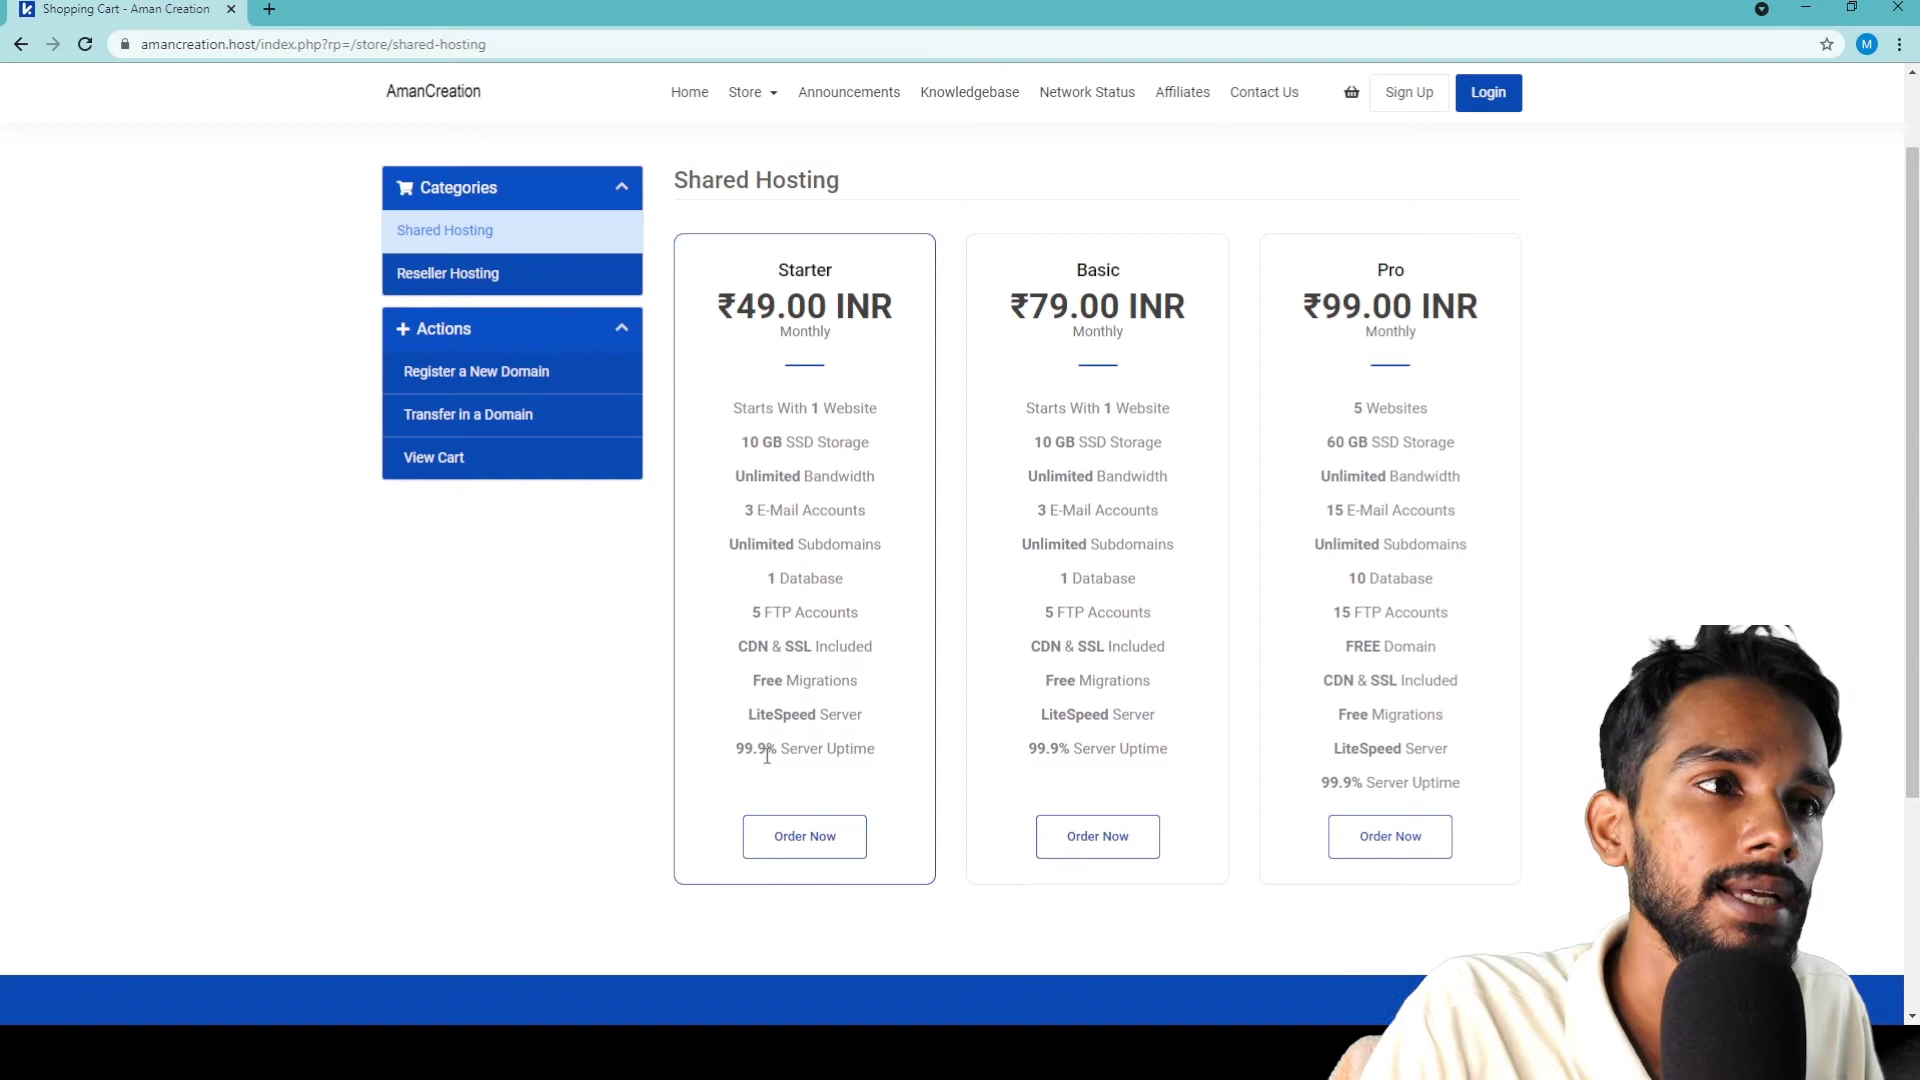 Shopping Cart - Aman Creation
amancreation.host/index.php?rp=/store/shared-hosting
M
AmanCreation
Home
Store
Announcements
Knowledgebase
Network Status
Affiliates
Contact Us
Sign Up
Login
Categories
Shared Hosting
Reseller Hosting
Actions
Register a New Domain
Transfer in a Domain
View Cart
Shared Hosting
Starter
₹49.00 INR
Monthly
Starts With 1 Website
10 GB SSD Storage
Unlimited Bandwidth
3 E-Mail Accounts
Unlimited Subdomains
1 Database
5 FTP Accounts
CDN & SSL Included
Free Migrations
LiteSpeed Server
99.9% Server Uptime
Order Now
Basic
₹79.00 INR
Monthly
Starts With 1 Website
10 GB SSD Storage
Unlimited Bandwidth
3 E-Mail Accounts
Unlimited Subdomains
1 Database
5 FTP Accounts
CDN & SSL Included
Free Migrations
LiteSpeed Server
99.9% Server Uptime
Order Now
Pro
₹99.00 INR
Monthly
5 Websites
60 GB SSD Storage
Unlimited Bandwidth
15 E-Mail Accounts
Unlimited Subdomains
10 Database
15 FTP Accounts
FREE Domain
CDN & SSL Included
Free Migrations
LiteSpeed Server
99.9% Server Uptime
Order Now